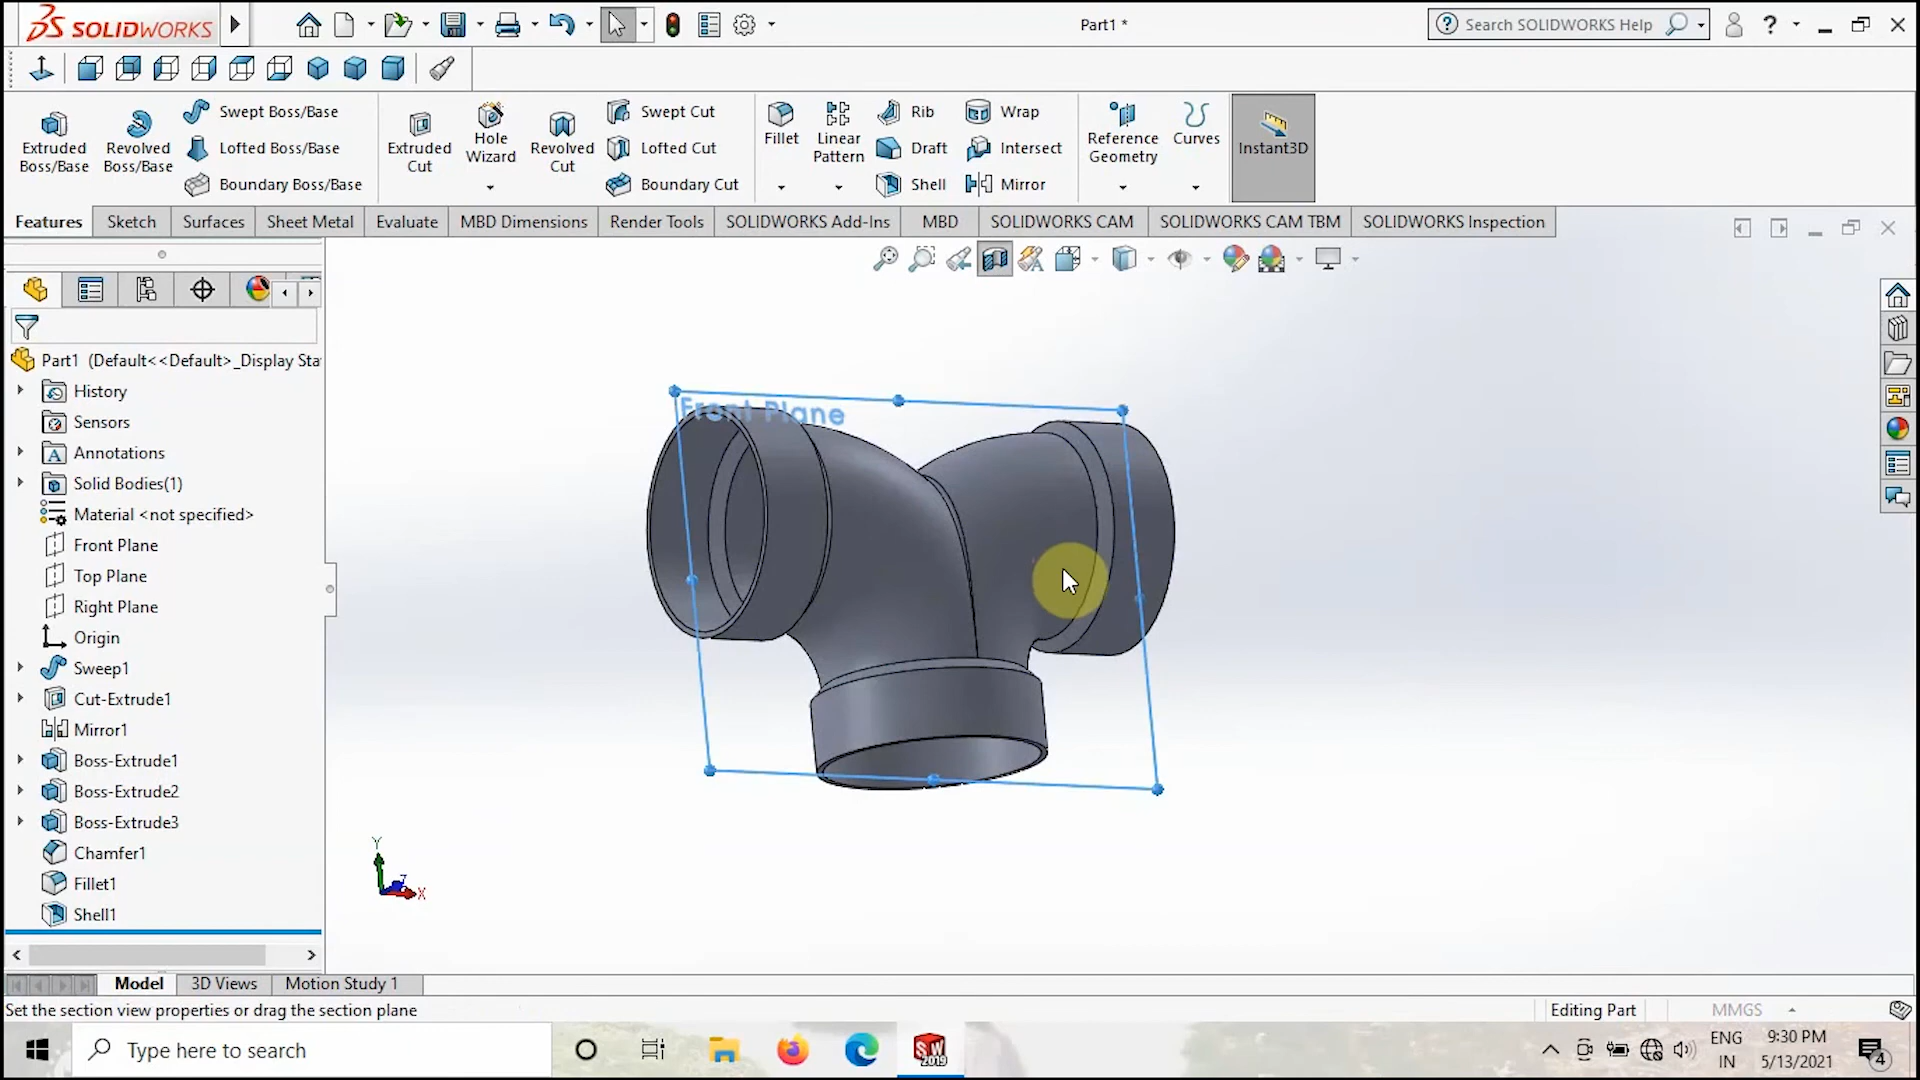 SOLIDWORKS
Part1 *
Search SOLIDWORKS Help
?
Extruded Boss/Base
Revolved Boss/Base
Swept Boss/Base
Lofted Boss/Base
Boundary Boss/Base
Extruded Cut
Hole Wizard
Revolved Cut
Swept Cut
Lofted Cut
Boundary Cut
Fillet
Linear Pattern
Rib
Draft
Shell
Wrap
Intersect
Mirror
Reference Geometry
Curves
Instant3D
Features
Sketch
Surfaces
Sheet Metal
Evaluate
MBD Dimensions
Render Tools
SOLIDWORKS Add-Ins
MBD
SOLIDWORKS CAM
SOLIDWORKS CAM TBM
SOLIDWORKS Inspection
Part1 (Default<<Default>_Display Sta
History
Sensors
Annotations
Solid Bodies(1)
Material <not specified>
Front Plane
Top Plane
Right Plane
Origin
Sweep1
Cut-Extrude1
Mirror1
Boss-Extrude1
Boss-Extrude2
Boss-Extrude3
Chamfer1
Fillet1
Shell1
Front Plane
Y
Z
X
Model
3D Views
Motion Study 1
Set the section view properties or drag the section plane
Editing Part
MMGS
Type here to search
SW
2019
ENG
IN
9:30 PM
5/13/2021
4